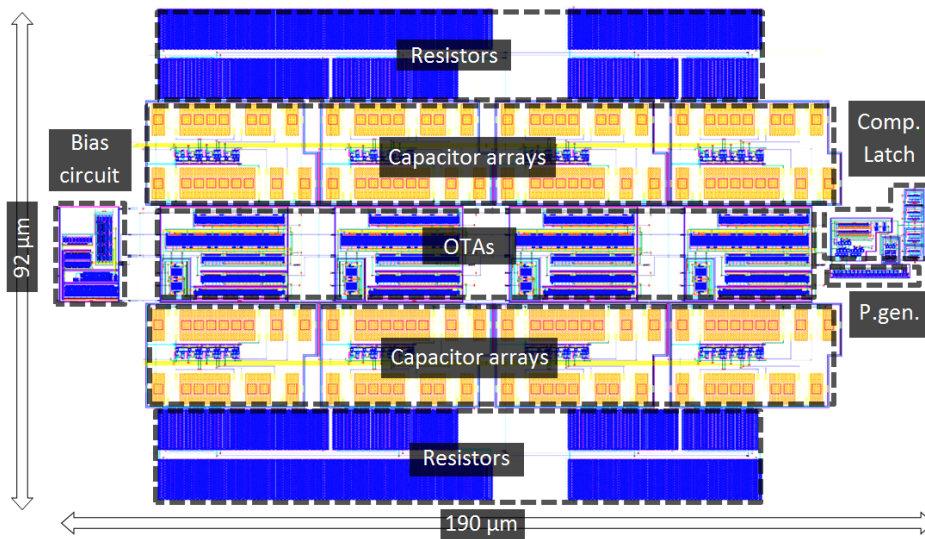 Resistors
Bias
circuit
Capacitor arrays
Comp.
Latch
92 µm
OTAs
P.gen.
Capacitor arrays
Resistors
190 µm